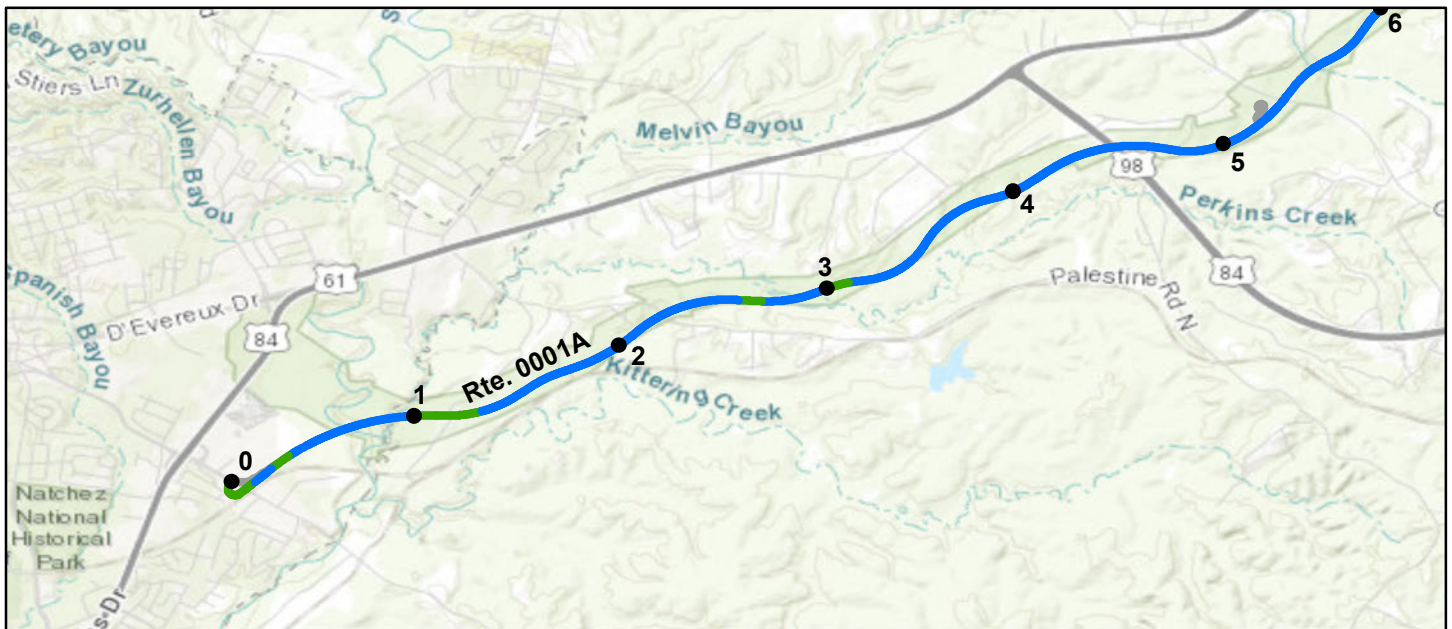 etery Bayou
S
Stiers Ln
Zurhellen Bayou
Melvin Bayou
6
5
98
4
Perkins Creek
3
61
84
Palestine Rd N
Spanish Bayou
D'Evereux Dr
84
2
Rte. 0001A
Kittering Creek
1
0
Natchez
National
Historical
Park
s-Dr